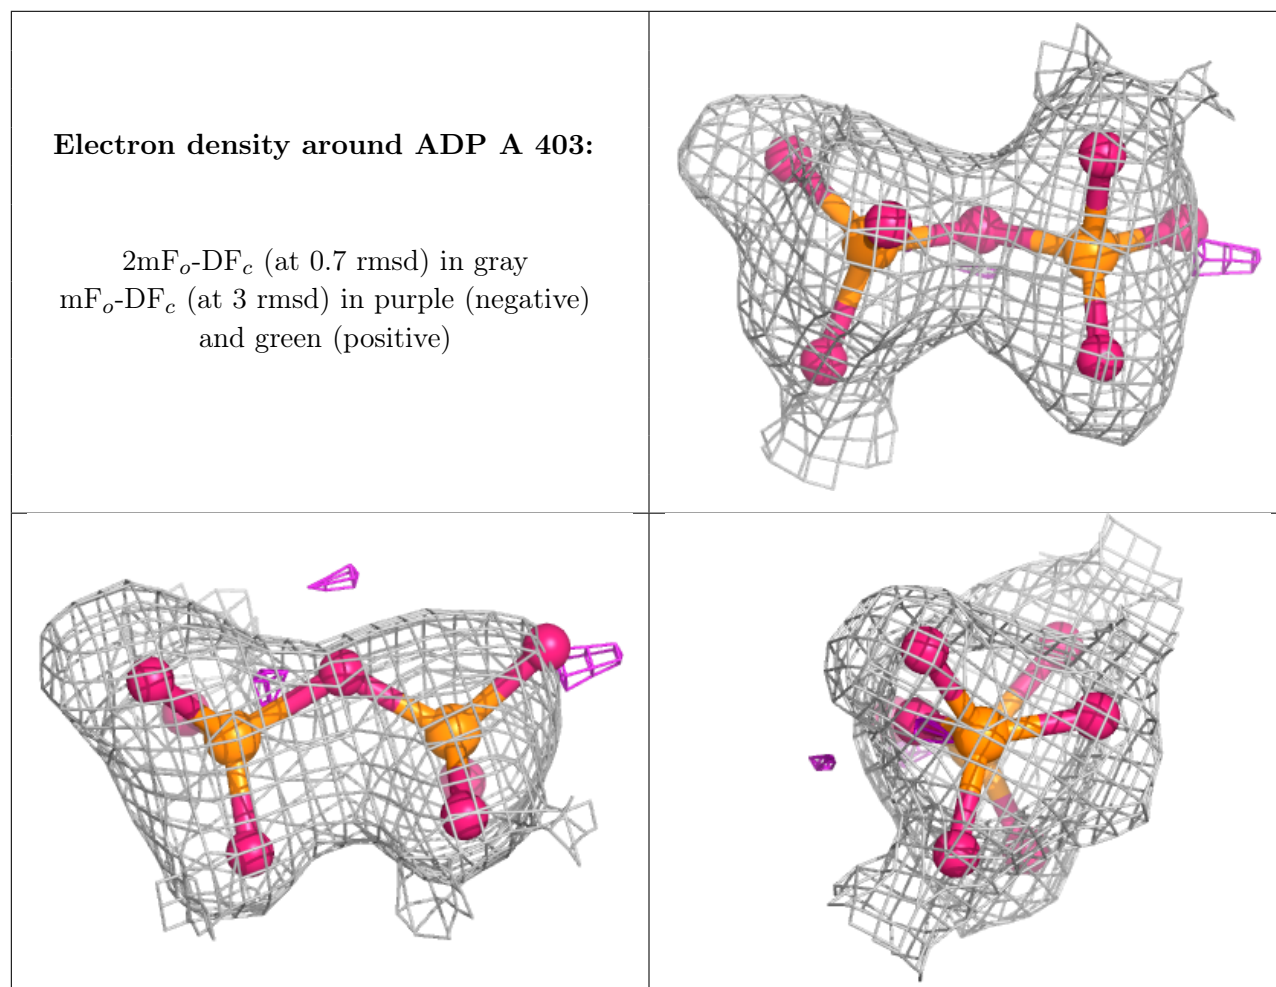 Electron density around ADP A 403:
2mFo-DFc (at 0.7 rmsd) in gray
mFo-DFc (at 3 rmsd) in purple (negative)
and green (positive)